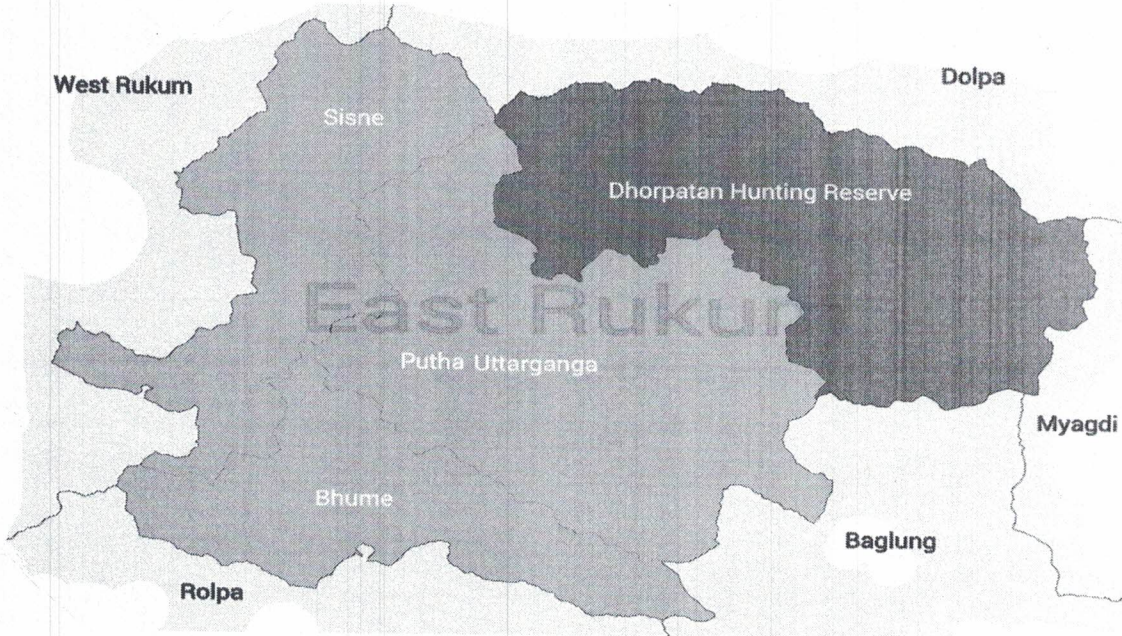 West Rukum
Dolpa
Sisne
Dhorpatan Hunting Reserve
East Rukum
Putha Uttarganga
Myagdi
Bhume
Baglung
Rolpa